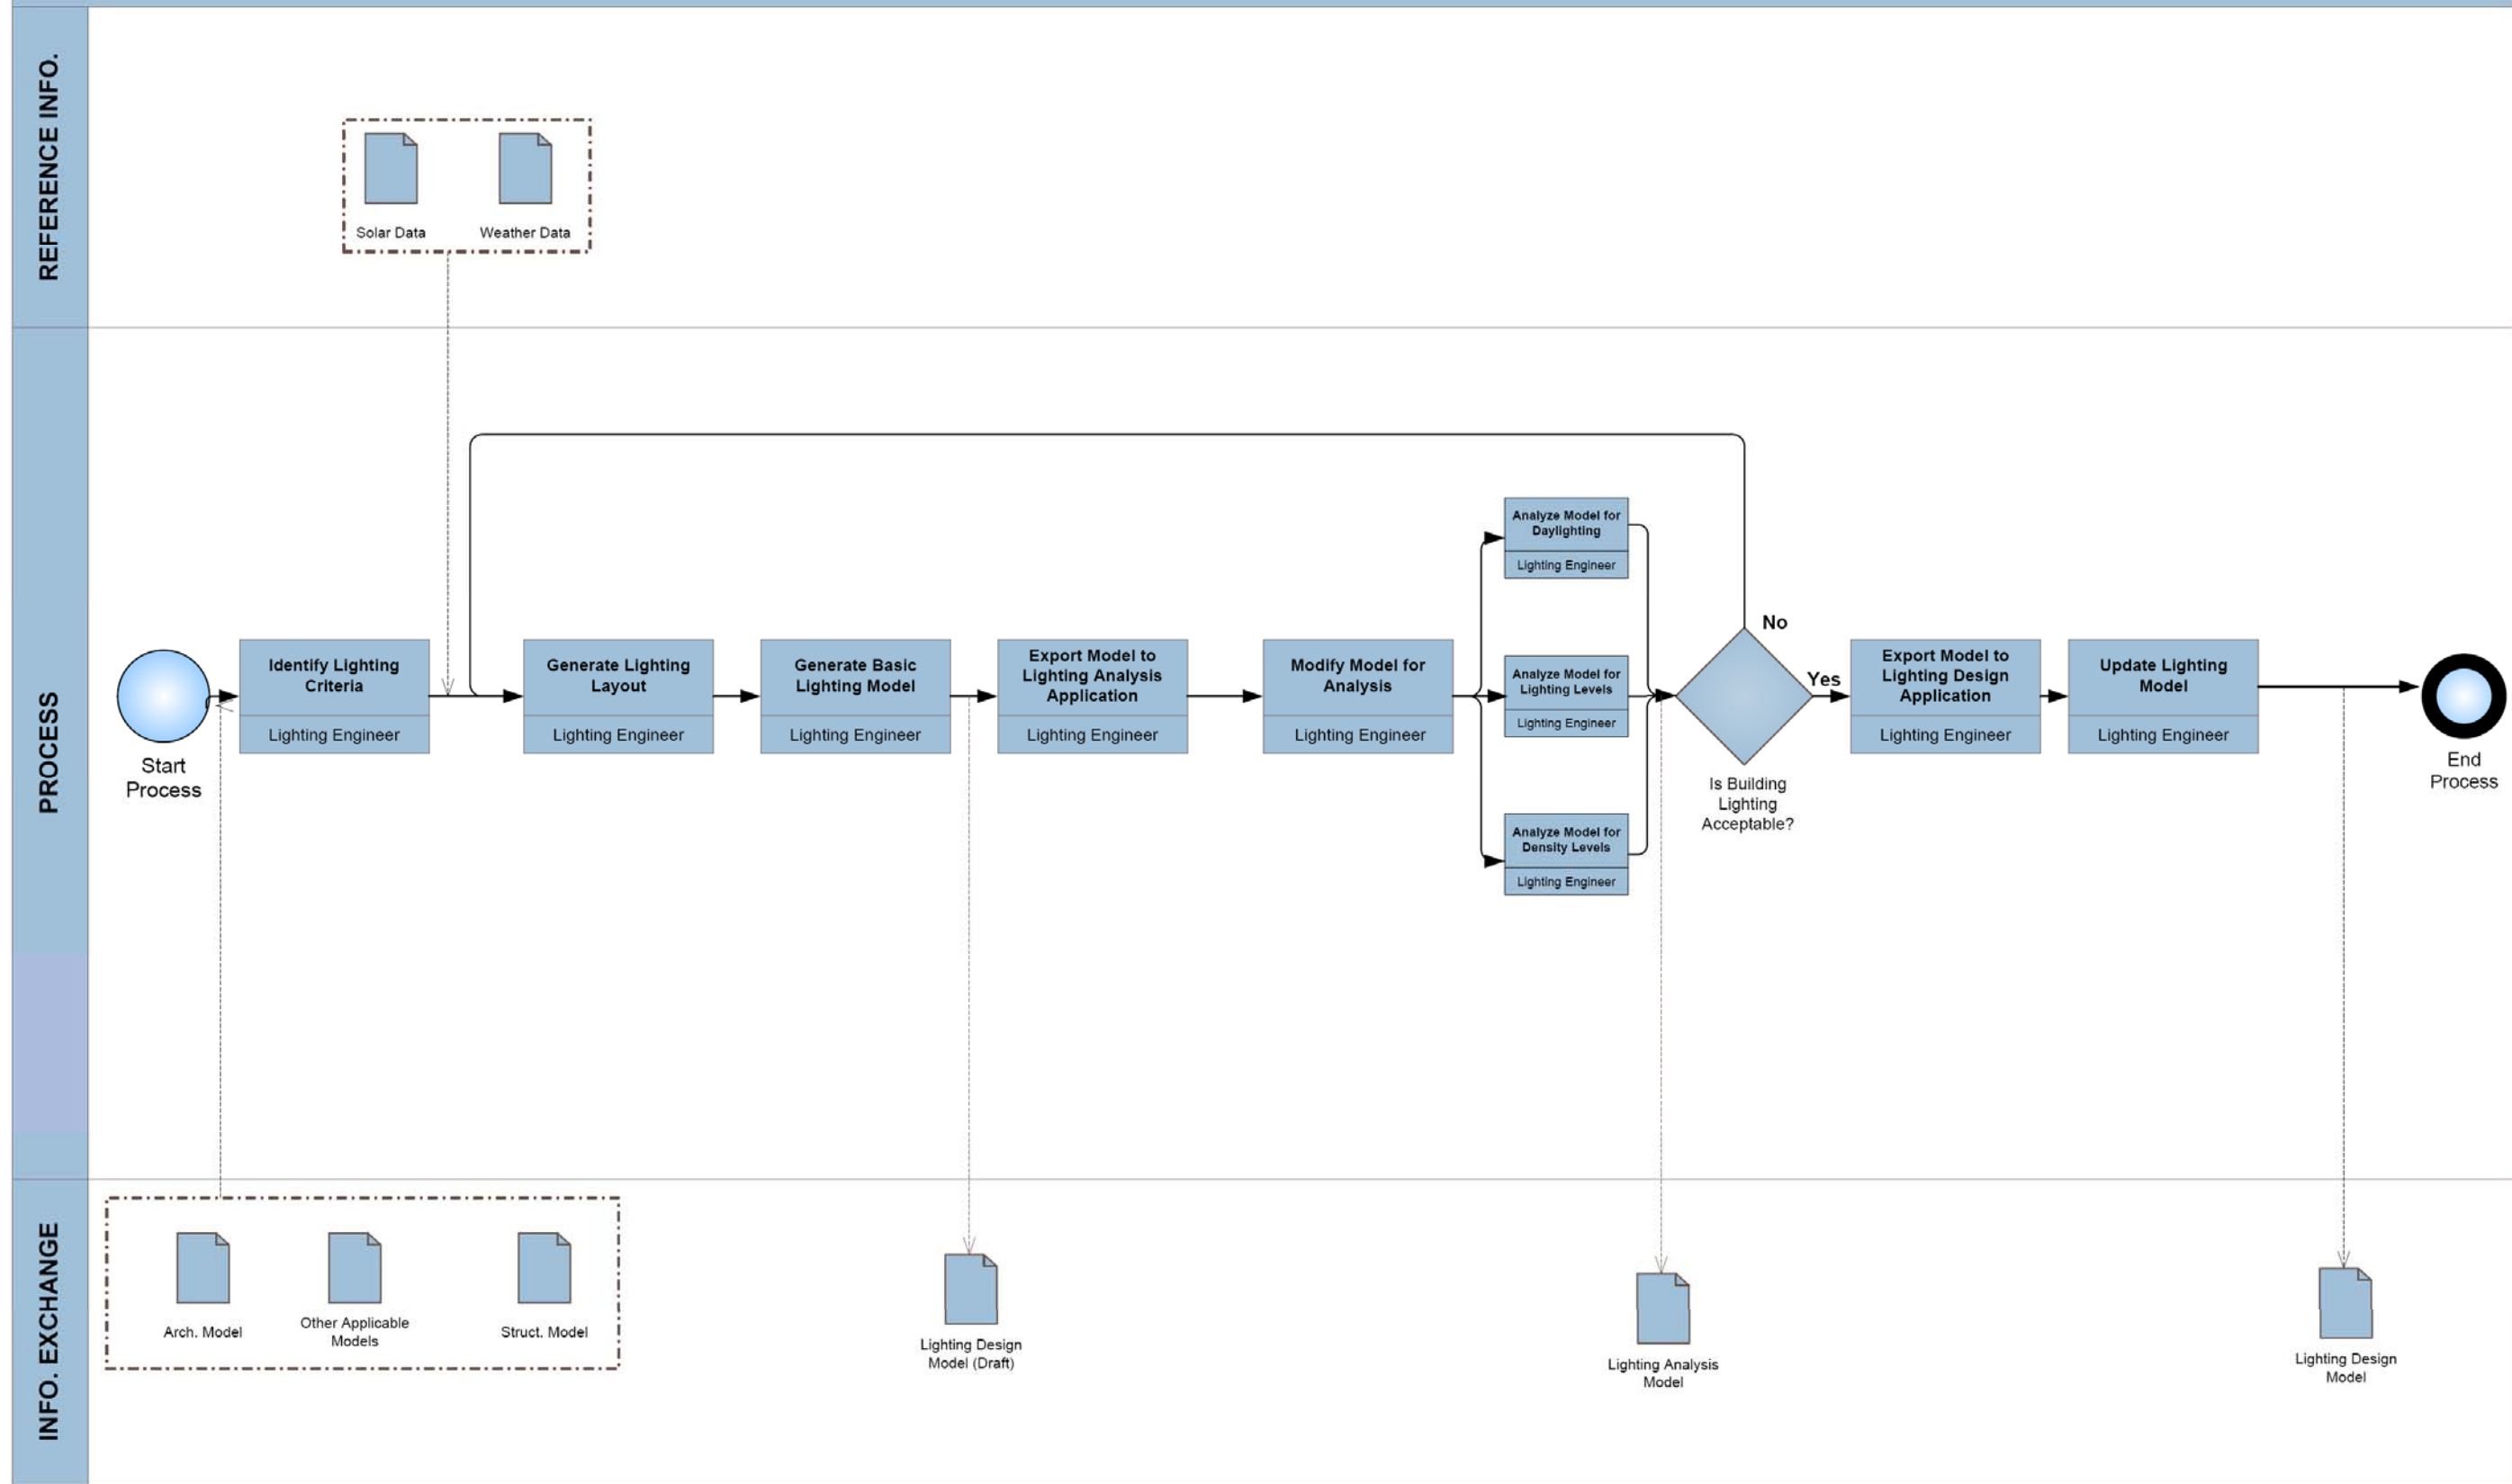 REFERENCE INFO.
Solar Data
Weather Data
PROCESS
Start
Process
Identify Lighting
Criteria
Lighting Engineer
Generate Lighting
Layout
Lighting Engineer
Generate Basic
Lighting Model
Lighting Engineer
Export Model to
Lighting Analysis
Application
Lighting Engineer
Modify Model for
Analysis
Lighting Engineer
Analyze Model for
Daylighting
Lighting Engineer
Analyze Model for
Lighting Levels
Lighting Engineer
Analyze Model for
Density Levels
Lighting Engineer
No
Yes
Is Building
Lighting
Acceptable?
Export Model to
Lighting Design
Application
Lighting Engineer
Update Lighting
Model
Lighting Engineer
End
Process
INFO. EXCHANGE
Arch. Model
Other Applicable
Models
Struct. Model
Lighting Design
Model (Draft)
Lighting Analysis
Model
Lighting Design
Model